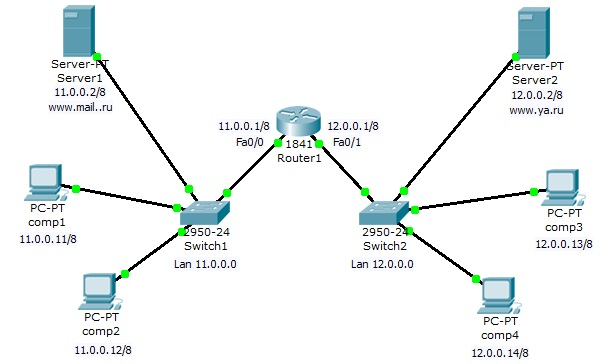 Server-PT
Server1
11.0.0.2/8
www.mail..ru
Server-PT
Server2
12.0.0.2/8
www.ya.ru
11.0.0.1/8
Fa0/0
12.0.0.1/8
Fa0/1
1841
Router1
PC-PT
comp1
11.0.0.11/8
2950-24
Switch1
Lan 11.0.0.0
2950-24
Switch2
Lan 12.0.0.0
PC-PT
comp3
12.0.0.13/8
PC-PT
comp2
11.0.0.12/8
PC-PT
comp4
12.0.0.14/8